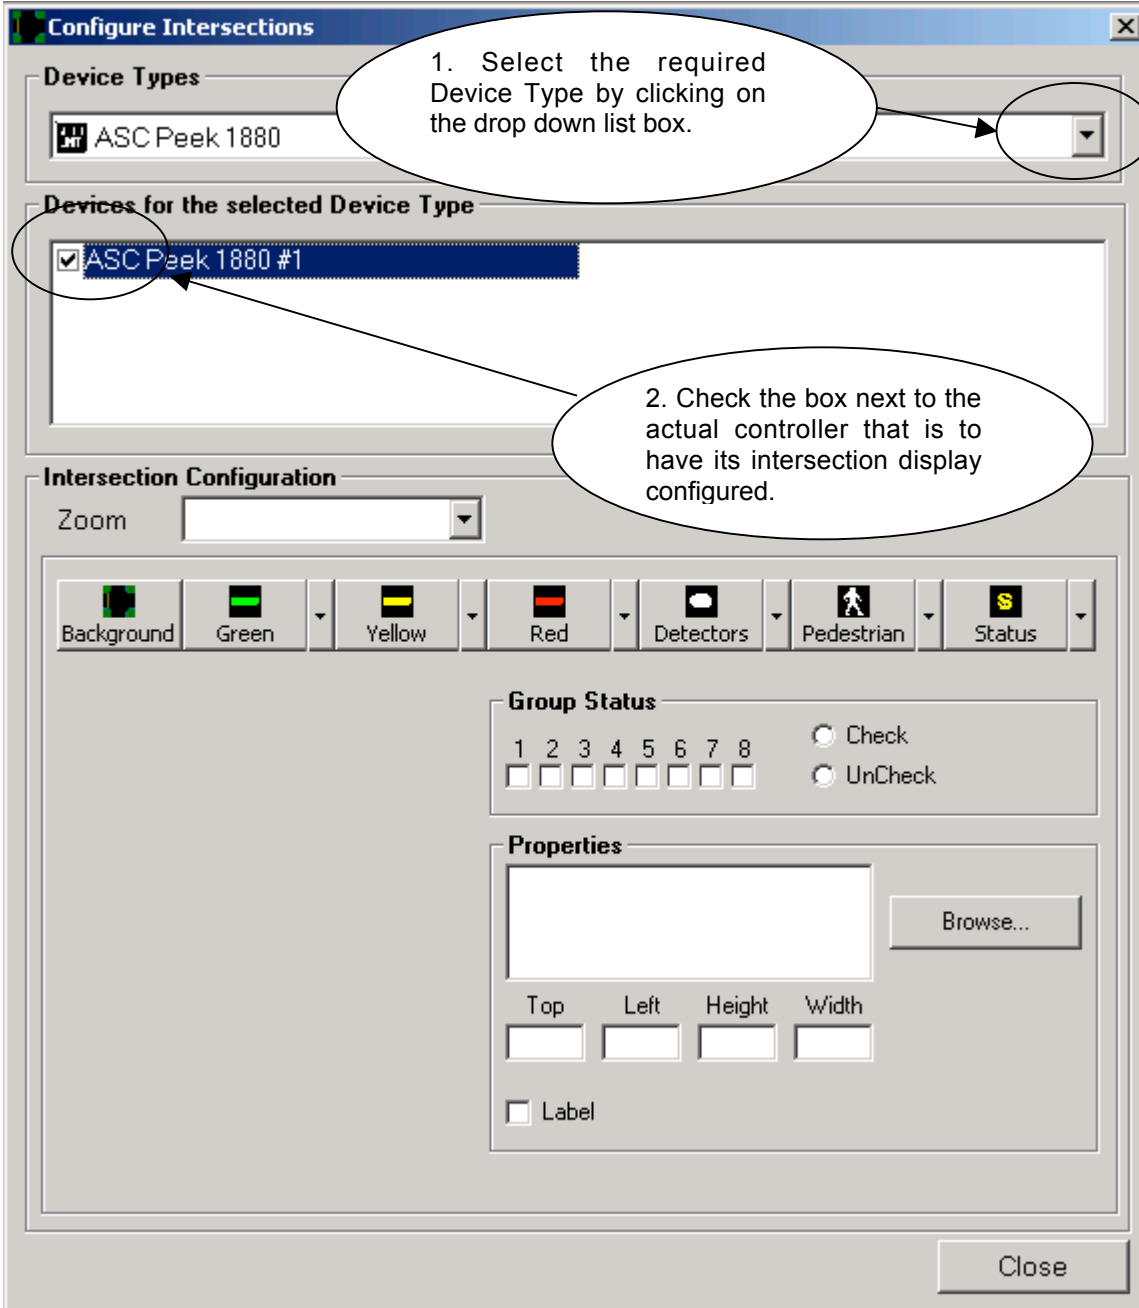 Configure Intersections
1. Select the required
Device Type by clicking on
the drop down list box.
Device Types
ASC Peek 1880
Devices for the selected Device Type
ASC Peek 1880 #1
2. Check the box next to the
actual controller that is to
have its intersection display
configured.
Intersection Configuration
Zoom
Background Green Yellow Red Detectors Pedestrian S Status
Group Status
1 2 3 4 5 6 7 8
Check
UnCheck
Properties
Browse...
Top Left Height Width
Label
Close